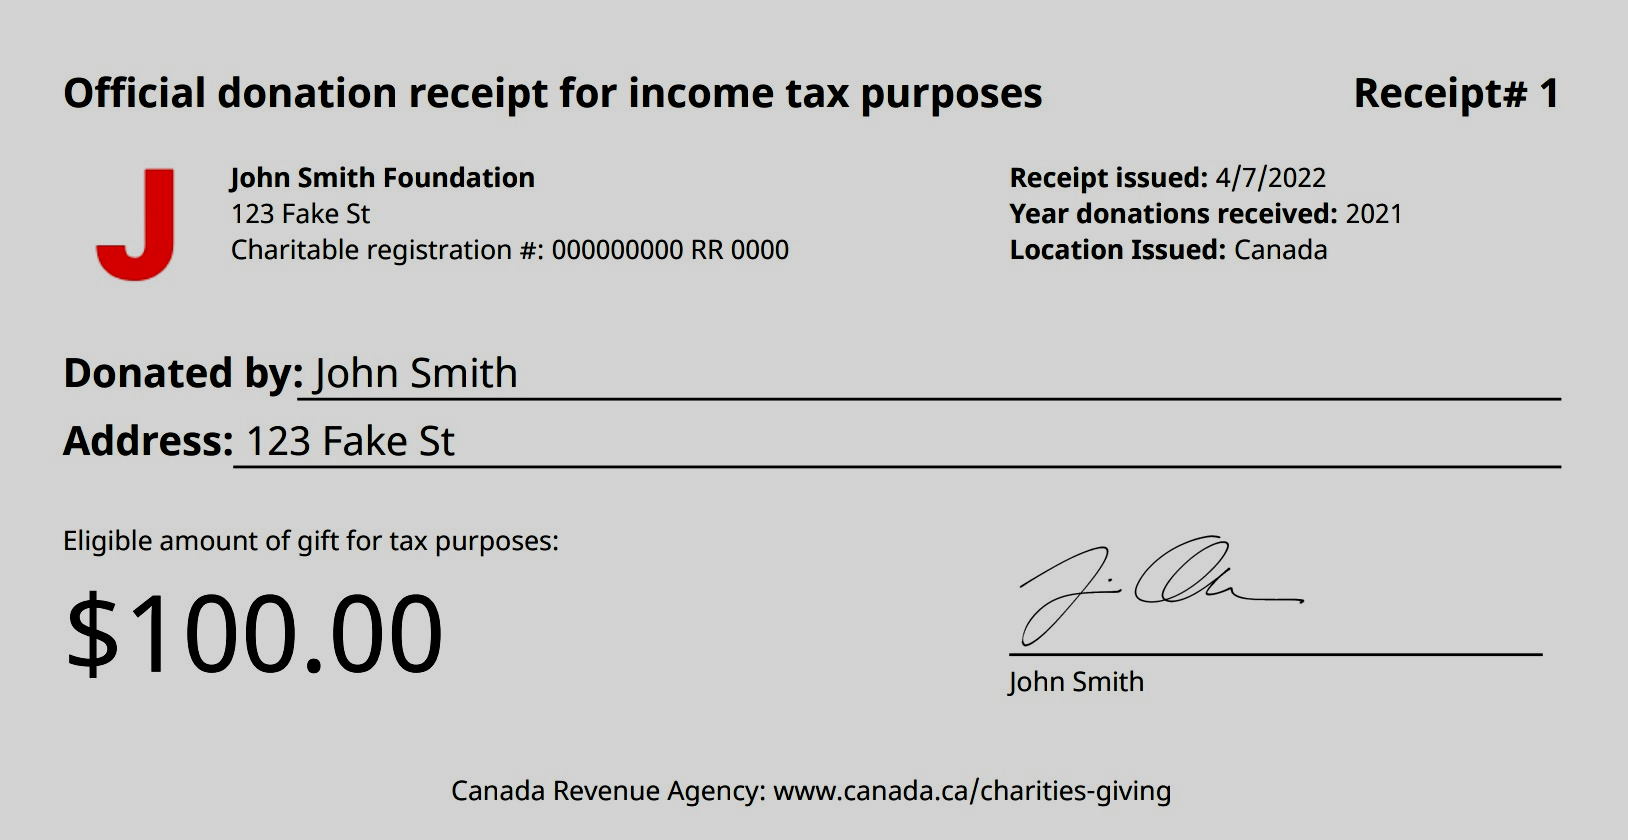 Official donation receipt for income tax purposes
Receipt# 1
J
John Smith Foundation
123 Fake St
Charitable registration #: 000000000 RR 0000
Receipt issued: 4/7/2022
Year donations received: 2021
Location Issued: Canada
Donated by: John Smith
Address: 123 Fake St
Eligible amount of gift for tax purposes:
$100.00
John Smith
Canada Revenue Agency: www.canada.ca/charities-giving